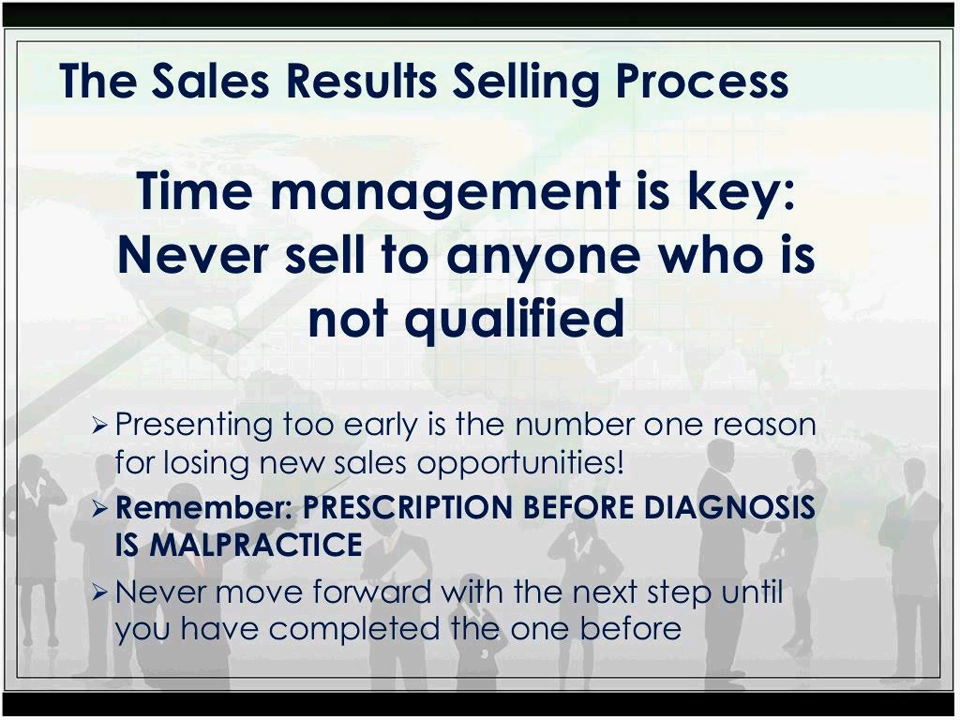 The Sales Results Selling Process
Time management is key:
Never sell to anyone who is
not qualified
➢ Presenting too early is the number one reason
for losing new sales opportunities!
➢ Remember: PRESCRIPTION BEFORE DIAGNOSIS
IS MALPRACTICE
➢ Never move forward with the next step until
you have completed the one before